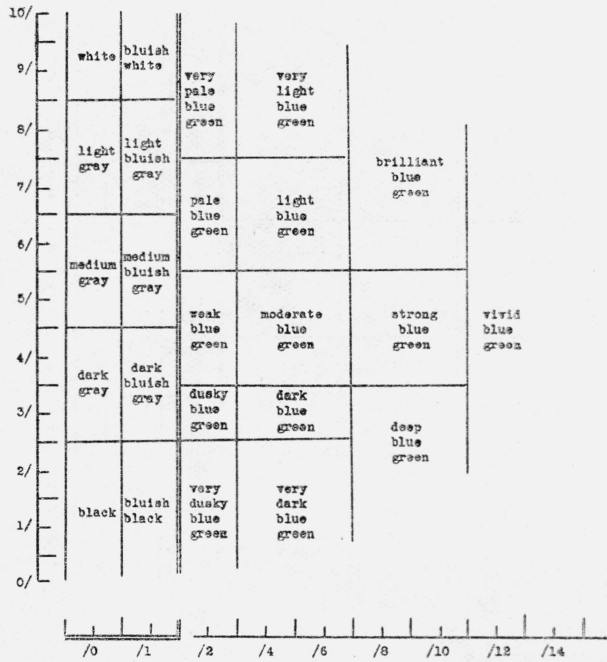 10/
white bluish
white
9/
very
pale
blue
green
very
light
blue
green
8/
light
gray
light
bluish
gray
brilliant
blue
green
7/
pale
blue
green
light
blue
green
6/
medium
gray
medium
bluish
gray
5/
weak
blue
green
moderate
blue
green
strong
blue
green
vivid
blue
green
4/
dark
gray
dark
bluish
gray
dusky
blue
green
dark
blue
green
3/
deep
blue
green
2/
black bluish
black
very
dusky
blue
green
very
dark
blue
green
1/
0/
/0 /1 /2 /4 /6 /8 /10 /12 /14